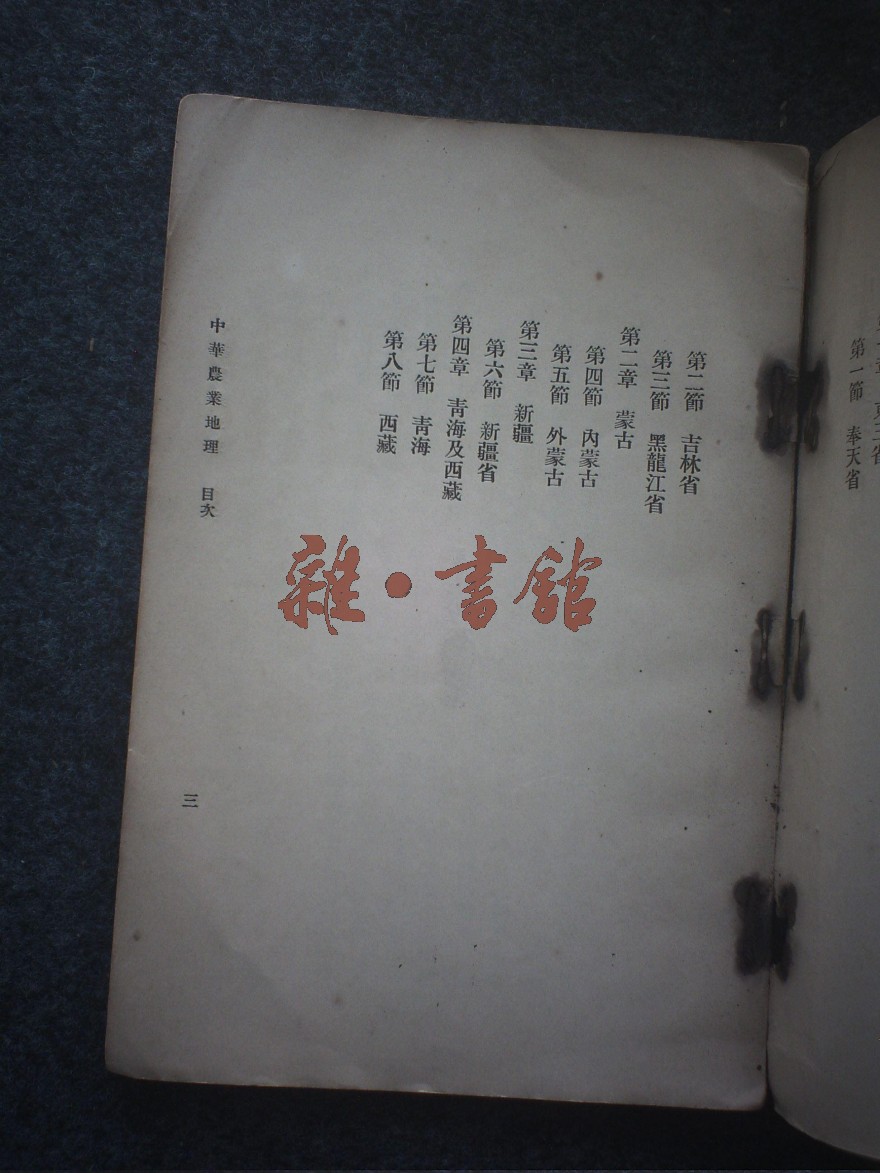 第一節　奉天省
第二節　吉林省
第三節　黑龍江省
第二章　蒙古
第四節　內蒙古
第五節　外蒙古
第三章　新疆
第六節　新疆省
第四章　靑海及西藏
第七節　靑海
第八節　西藏
中華農業地理　目次
三
雜・書館